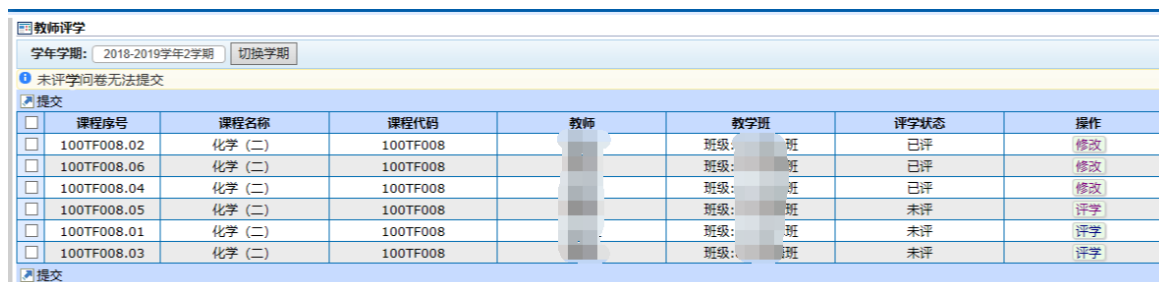 教师评学
学年学期: 2018-2019学年2学期 切换学期
未评学问卷无法提交
提交
课程序号 课程名称 课程代码 教师 教学班 评学状态 操作
100TF008.02 化学（二） 100TF008 班级: 班 已评 修改
100TF008.06 化学（二） 100TF008 班级: 班 已评 修改
100TF008.04 化学（二） 100TF008 班级: 班 已评 修改
100TF008.05 化学（二） 100TF008 班级: 班 未评 评学
100TF008.01 化学（二） 100TF008 班级: 班 未评 评学
100TF008.03 化学（二） 100TF008 班级: 班 未评 评学
提交